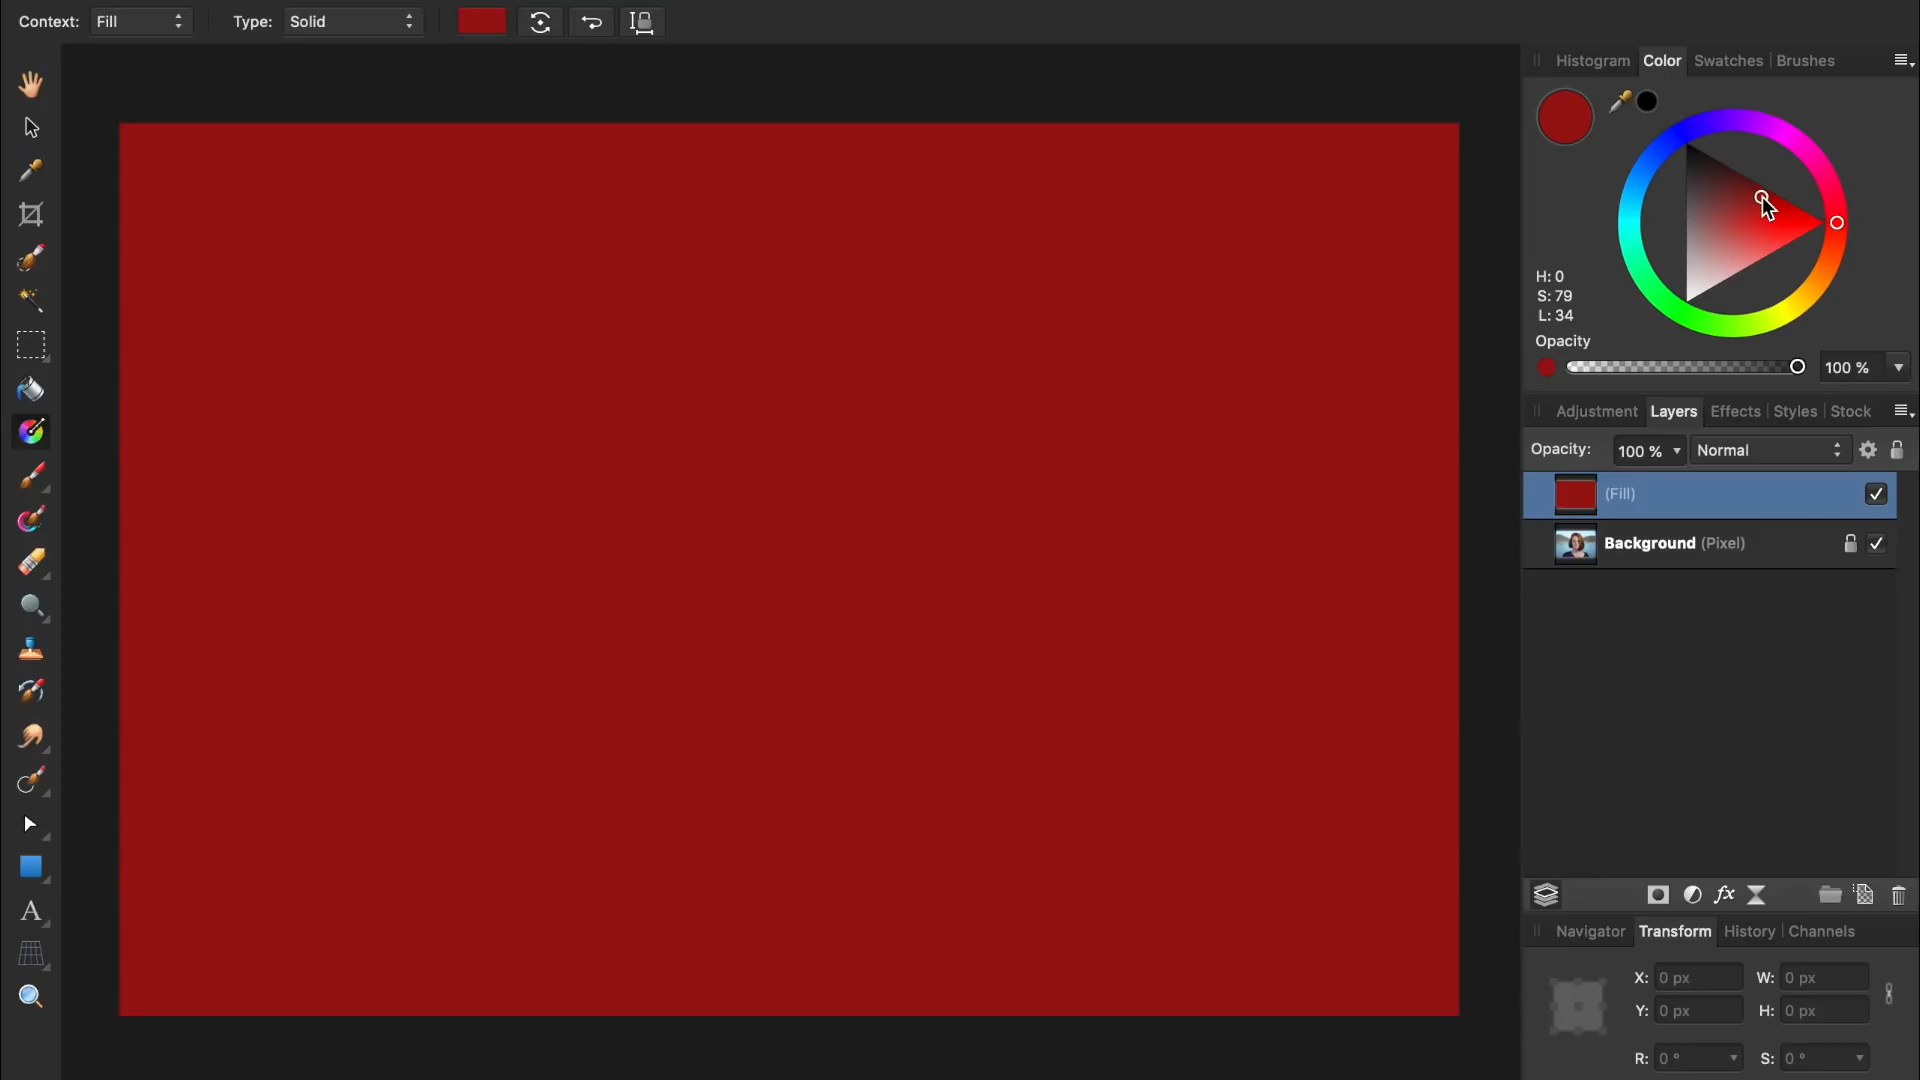 Context: Fill Type: Solid
Histogram Color Swatches Brushes
H: 0
S: 79
L: 34
Opacity
100 %
Adjustment Layers Effects Styles Stock
Opacity: 100 % Normal
(Fill)
Background (Pixel)
fx
Navigator Transform History Channels
X: 0 px W: 0 px
Y: 0 px H: 0 px
R: 0 ° S: 0 °